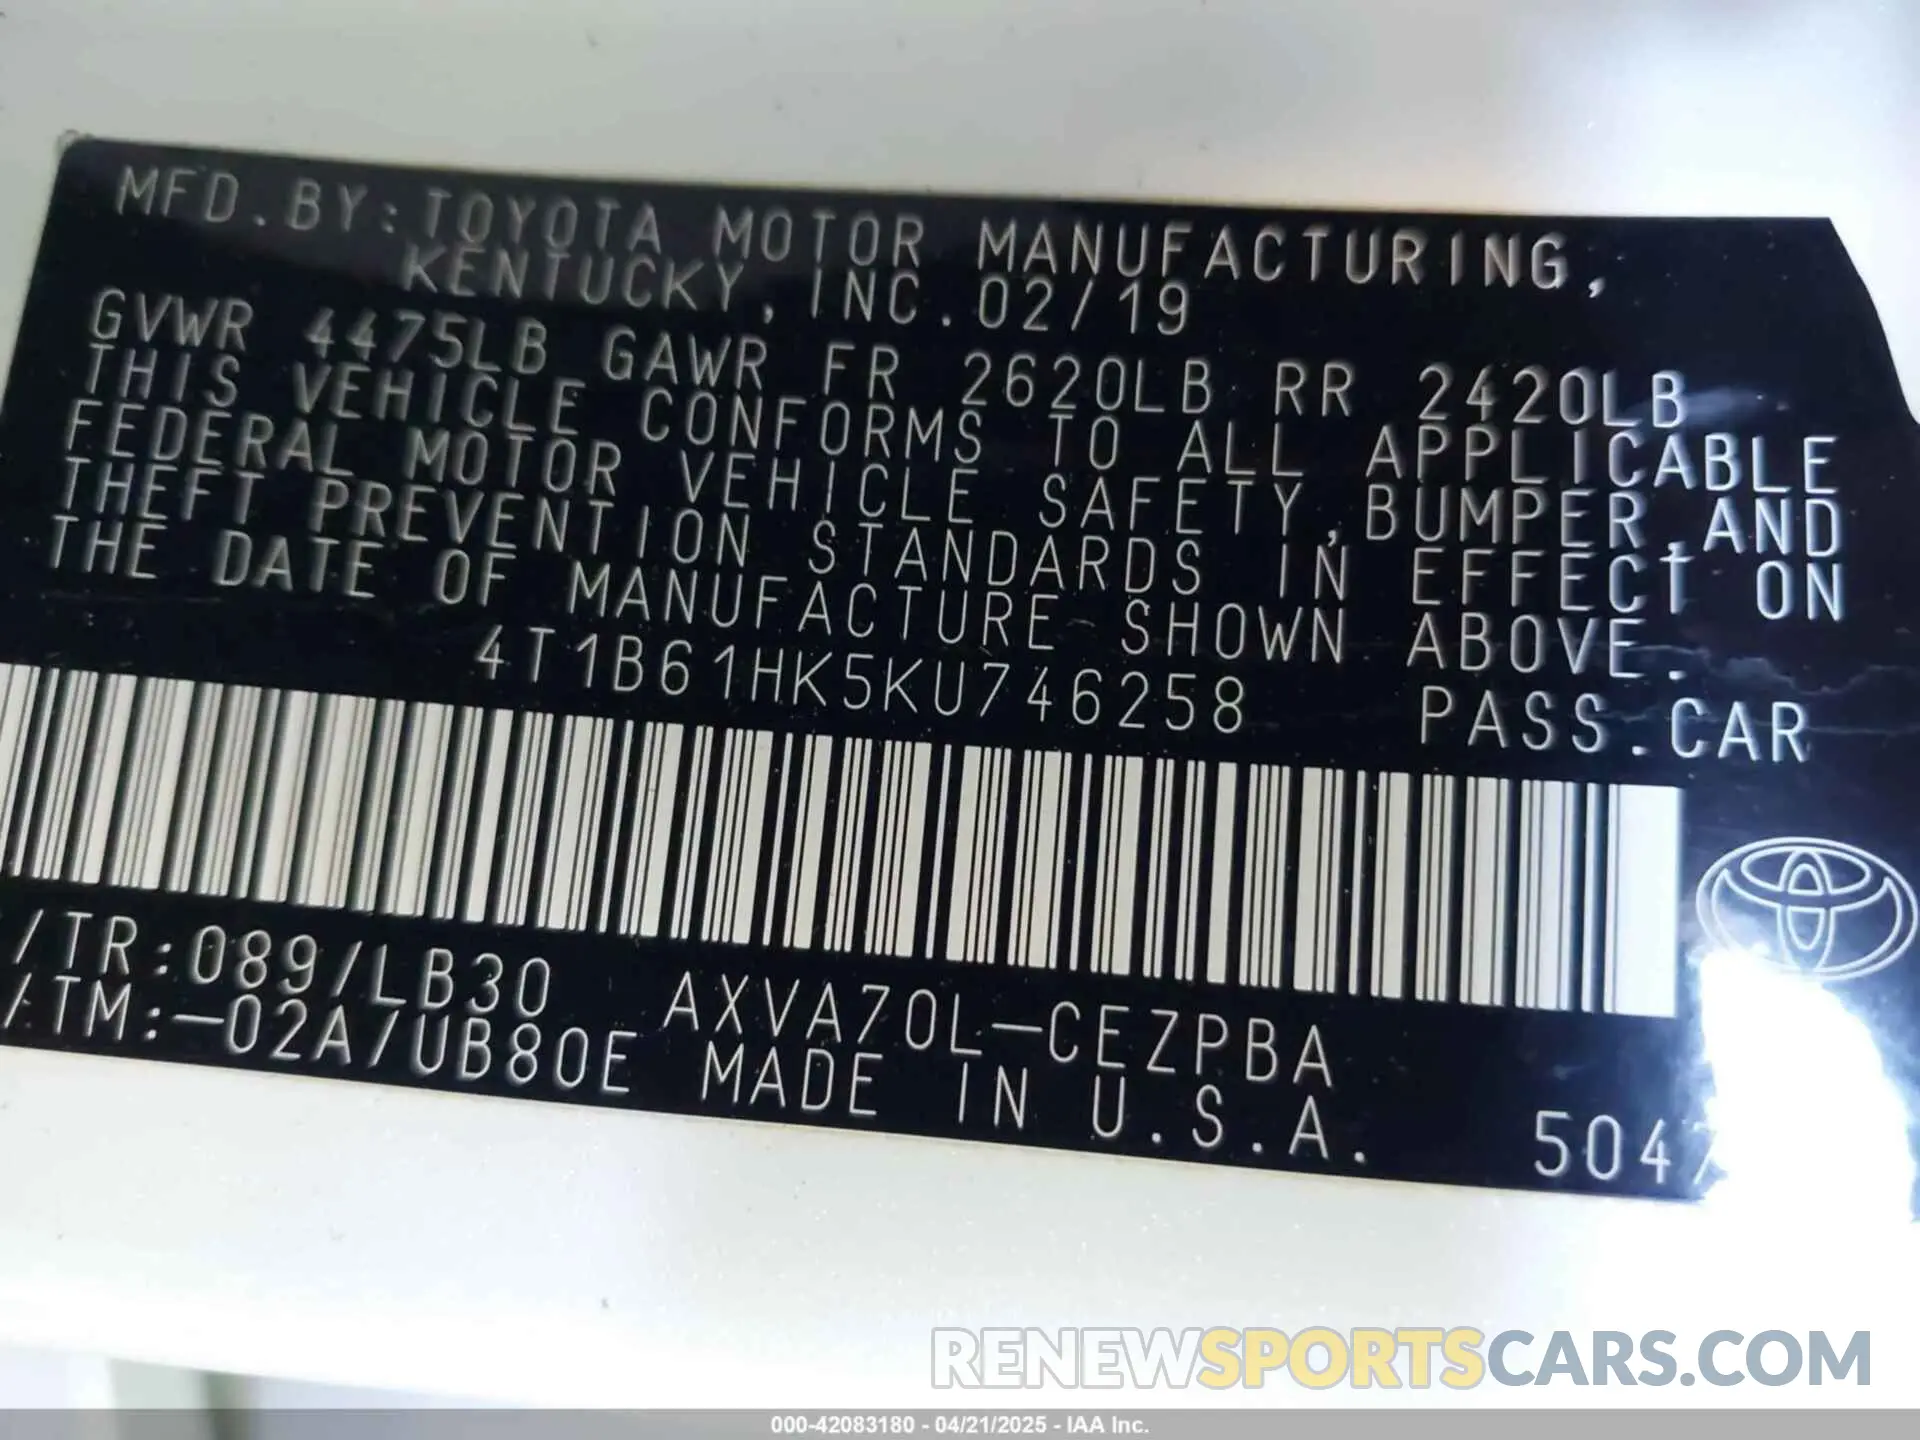 MFD.BY:TOYOTA MOTOR MANUFACTURING,
KENTUCKY, INC.02/19
GVWR 4475LB GAWR FR 2620LB RR 2420LB
THIS VEHICLE CONFORMS TO ALL APPLICABLE
FEDERAL MOTOR VEHICLE SAFETY,BUMPER,AND
THEFT PREVENTION STANDARDS IN EFFECT ON
THE DATE OF MANUFACTURE SHOWN ABOVE.
4T1B61HK5KU746258 PASS.CAR
/TR:089/LB30 AXVA70L-CEZPBA
/TM:-02A/UB80E MADE IN U.S.A.
5047
RENEWSPORTSCARS.COM
000-42083180 - 04/21/2025 - IAA Inc.